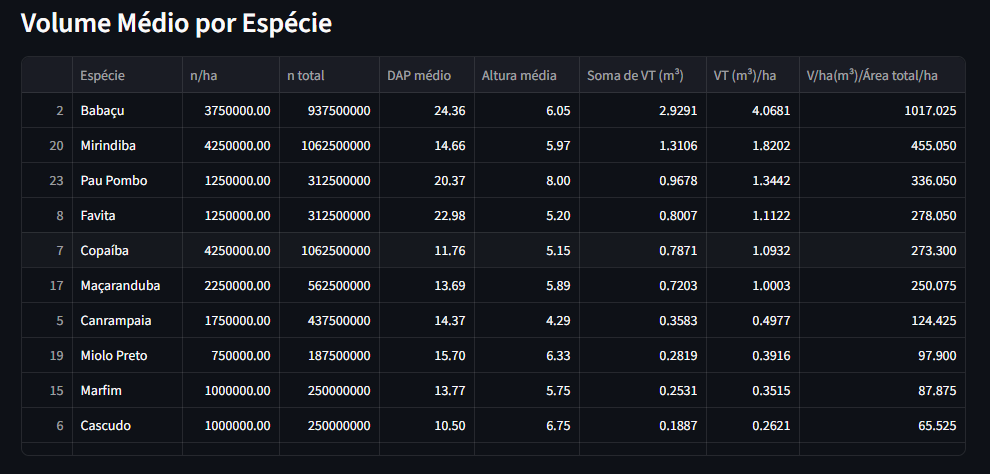 Volume Médio por Espécie
Espécie n/ha n total DAP médio Altura média Soma de VT (m³) VT (m³)/ha V/ha(m³)/Área total/ha
2 Babaçu 3750000.00 937500000 24.36 6.05 2.9291 4.0681 1017.025
20 Mirindiba 4250000.00 1062500000 14.66 5.97 1.3106 1.8202 455.050
23 Pau Pombo 1250000.00 312500000 20.37 8.00 0.9678 1.3442 336.050
8 Favita 1250000.00 312500000 22.98 5.20 0.8007 1.1122 278.050
7 Copaíba 4250000.00 1062500000 11.76 5.15 0.7871 1.0932 273.300
17 Maçaranduba 2250000.00 562500000 13.69 5.89 0.7203 1.0003 250.075
5 Canrampaia 1750000.00 437500000 14.37 4.29 0.3583 0.4977 124.425
19 Miolo Preto 750000.00 187500000 15.70 6.33 0.2819 0.3916 97.900
15 Marfim 1000000.00 250000000 13.77 5.75 0.2531 0.3515 87.875
6 Cascudo 1000000.00 250000000 10.50 6.75 0.1887 0.2621 65.525